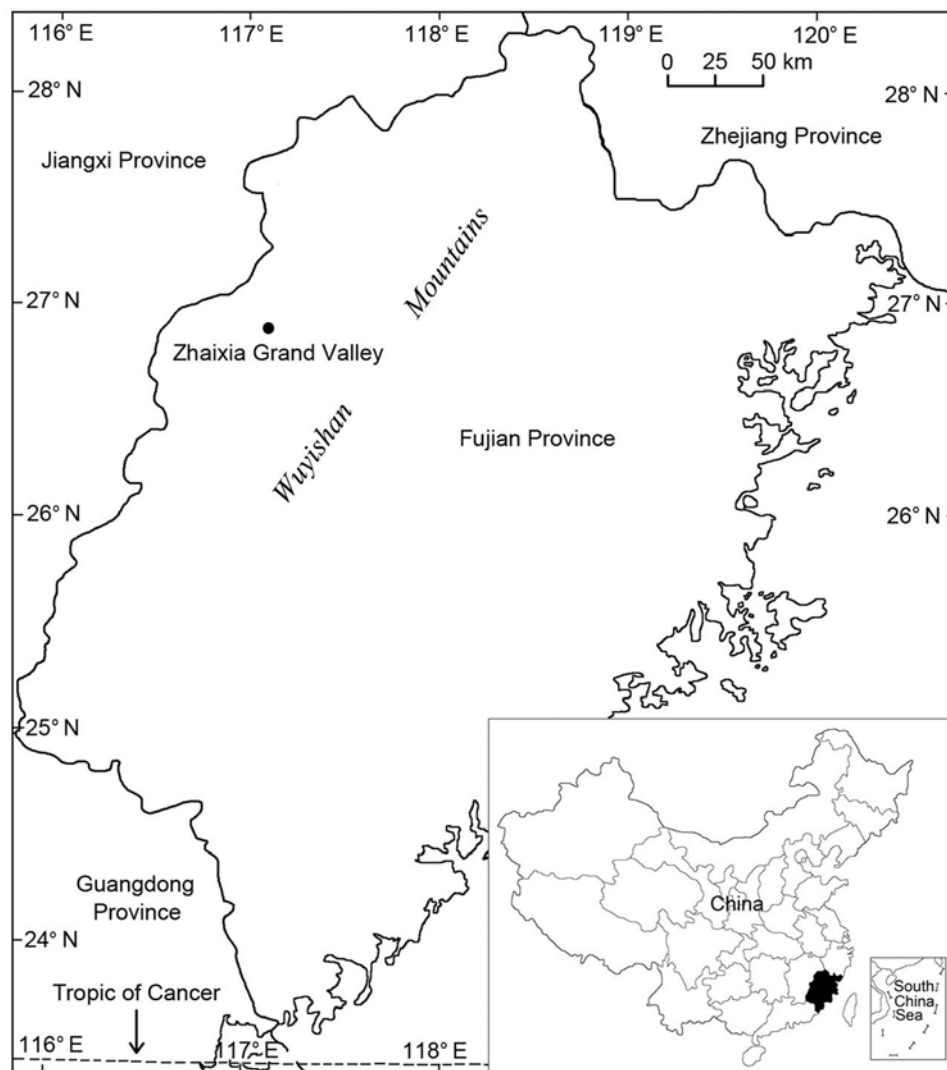 116° E
117° E
118° E
119° E
120° E
0 25 50 km
28° N
28° N
Jiangxi Province
Zhejiang Province
Mountains
27° N
27° N
Zhaixia Grand Valley
Wuyishan
Fujian Province
26° N
26° N
25° N
Guangdong
Province
24° N
Tropic of Cancer
116° E
117° E
118° E
China
South
China
Sea